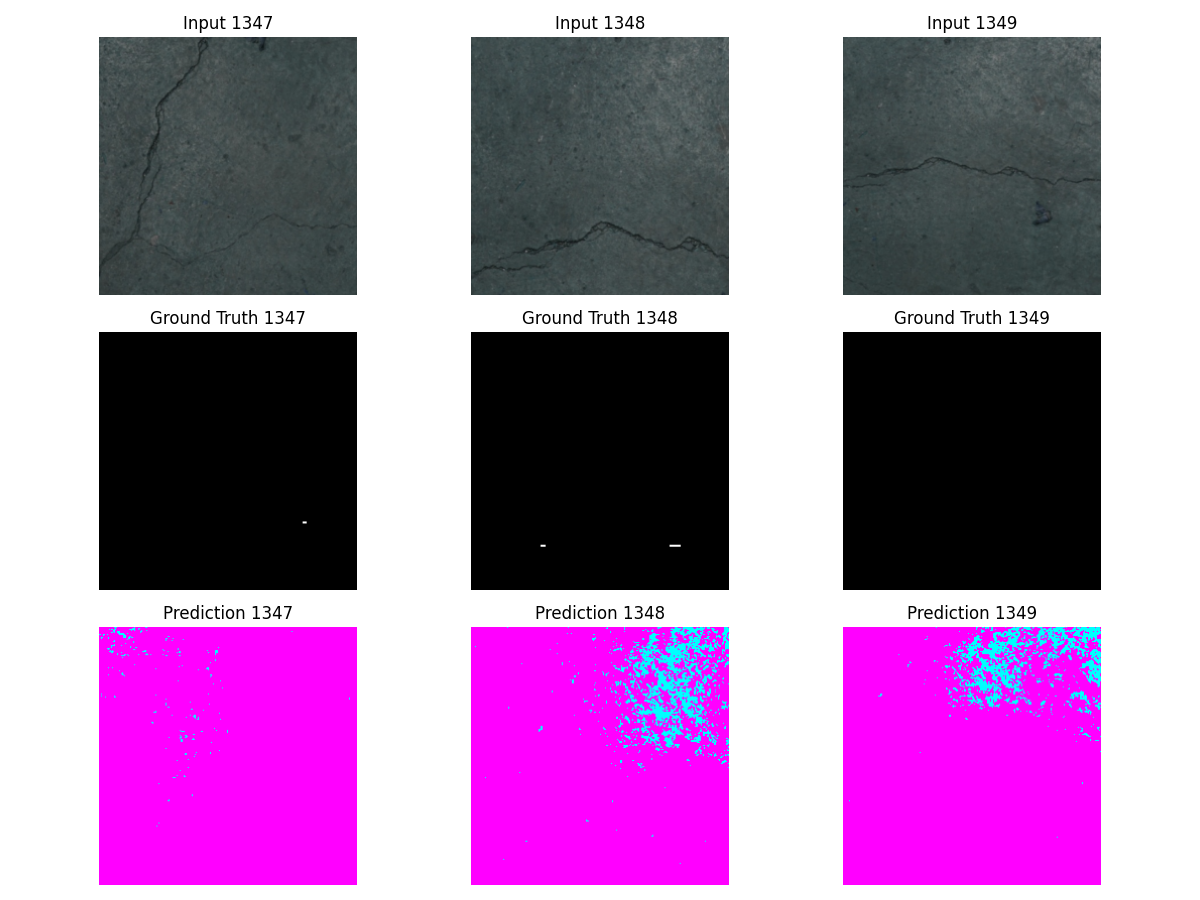 Input 1347
Input 1348
Input 1349
Ground Truth 1347
Ground Truth 1348
Ground Truth 1349
Prediction 1347
Prediction 1348
Prediction 1349